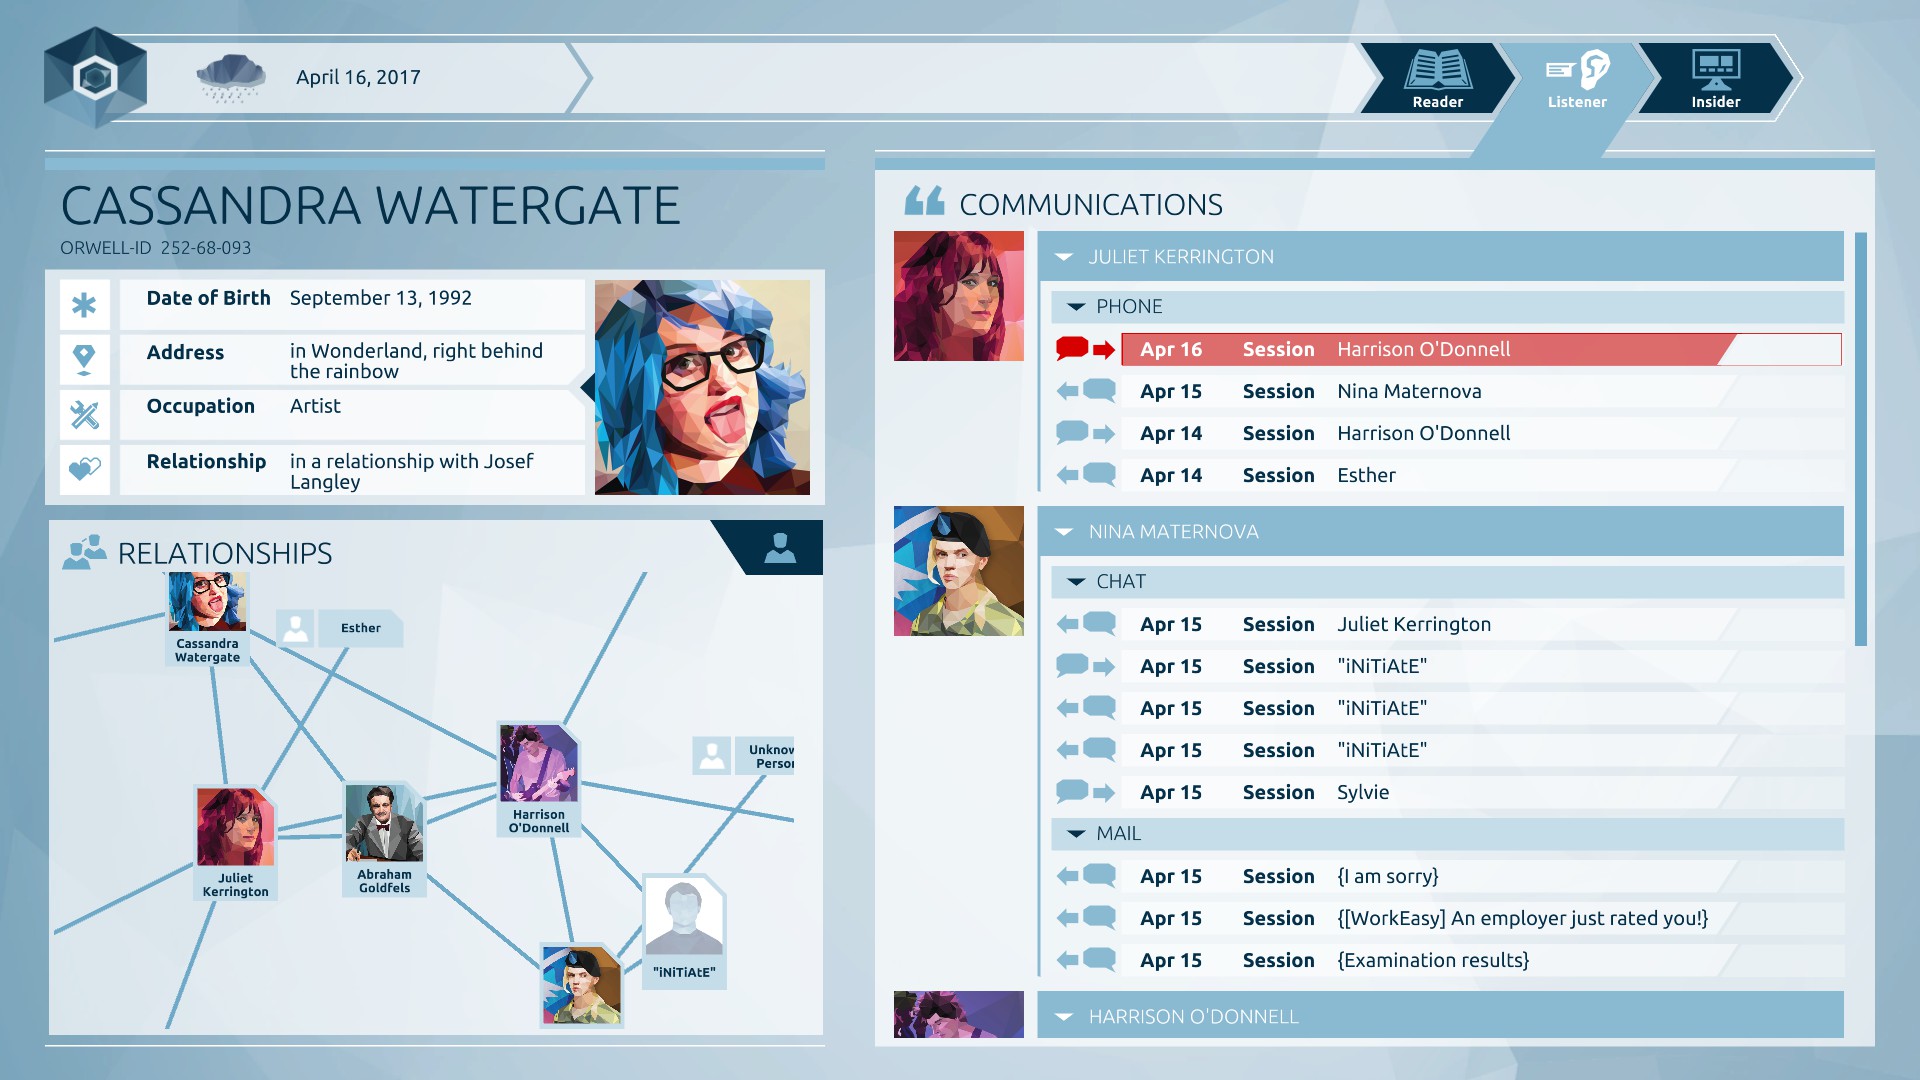 April 16, 2017
Reader
Listener
Insider
CASSANDRA WATERGATE
ORWELL-ID 252-68-093
Date of Birth September 13, 1992
Address in Wonderland, right behind
the rainbow
Occupation Artist
Relationship in a relationship with Josef
Langley
RELATIONSHIPS
Cassandra
Watergate
Esther
Harrison
O'Donnell
Juliet
Kerrington
Abraham
Goldfels
"iNiTiAtE"
COMMUNICATIONS
JULIET KERRINGTON
PHONE
Apr 16 Session Harrison O'Donnell
Apr 15 Session Nina Maternova
Apr 14 Session Harrison O'Donnell
Apr 14 Session Esther
NINA MATERNOVA
CHAT
Apr 15 Session Juliet Kerrington
Apr 15 Session "iNiTiAtE"
Apr 15 Session "iNiTiAtE"
Apr 15 Session "iNiTiAtE"
Apr 15 Session Sylvie
MAIL
Apr 15 Session {I am sorry}
Apr 15 Session {[WorkEasy] An employer just rated you!}
Apr 15 Session {Examination results}
HARRISON O'DONNELL